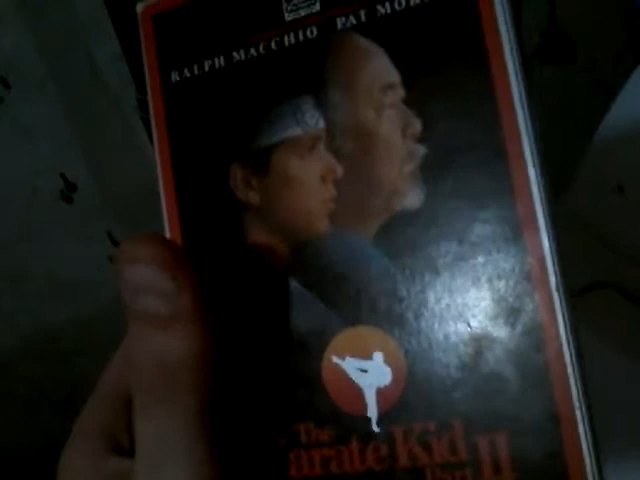 RALPH MACCHIO PAT MOR
The
arate Kid
Part II